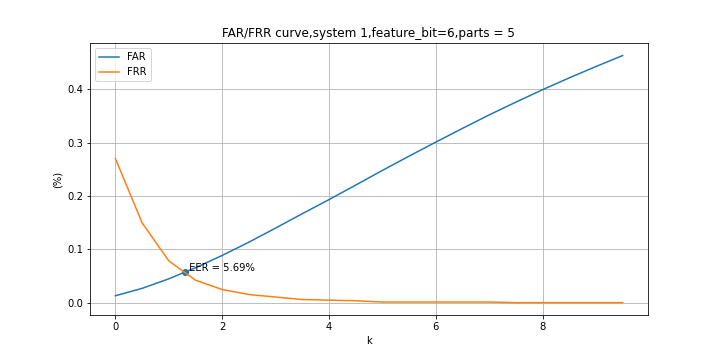 FAR/FRR curve,system 1,feature_bit=6,parts = 5
FAR
FRR
0.4
0.3
0.2
0.1
0.0
(%)
EER = 5.69%
0
2
4
6
8
k